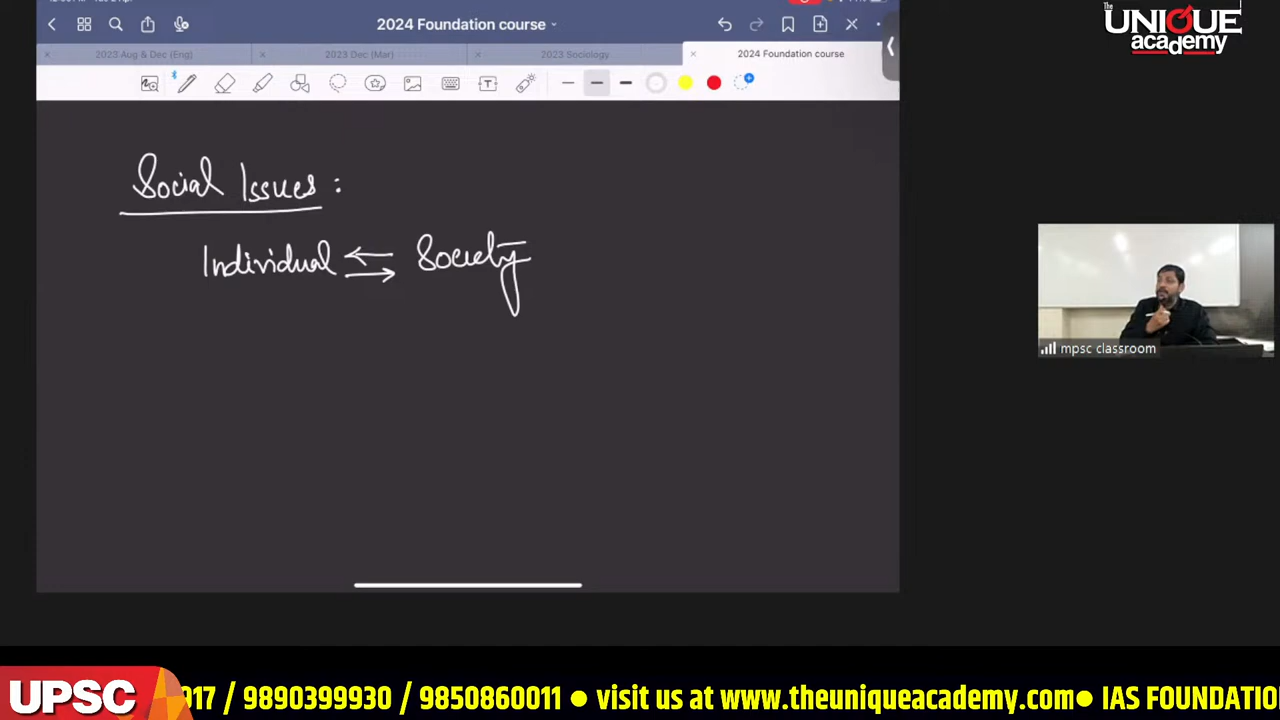 2024 Foundation course
The UNIQUE academy
2023 Aug & Dec (Eng)
2023 Dec (Mar)
2023 Sociology
2024 Foundation course
T
Social Issues :
Individual ⇆ Society
mpsc classroom
UPSC
917 / 9890399930 / 9850860011 ● visit us at www.theuniqueacademy.com● IAS FOUNDATIO